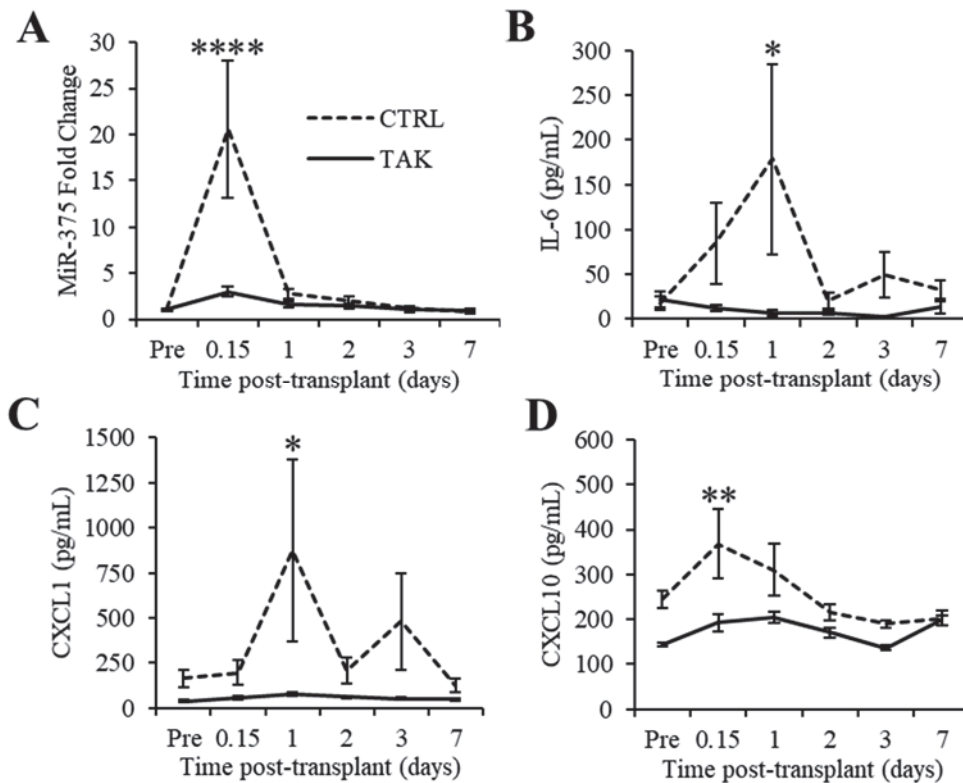 A
MiR-375 Fold Change
30
25
20
15
10
5
0
****
CTRL
TAK
Pre 0.15 1 2 3 7
Time post-transplant (days)
B
IL-6 (pg/mL)
300
250
200
150
100
50
0
*
Pre 0.15 1 2 3 7
Time post-transplant (days)
C
CXCL1 (pg/mL)
1500
1250
1000
750
500
250
0
*
Pre 0.15 1 2 3 7
Time post-transplant (days)
D
CXCL10 (pg/mL)
600
500
400
300
200
100
0
**
Pre 0.15 1 2 3 7
Time post-transplant (days)